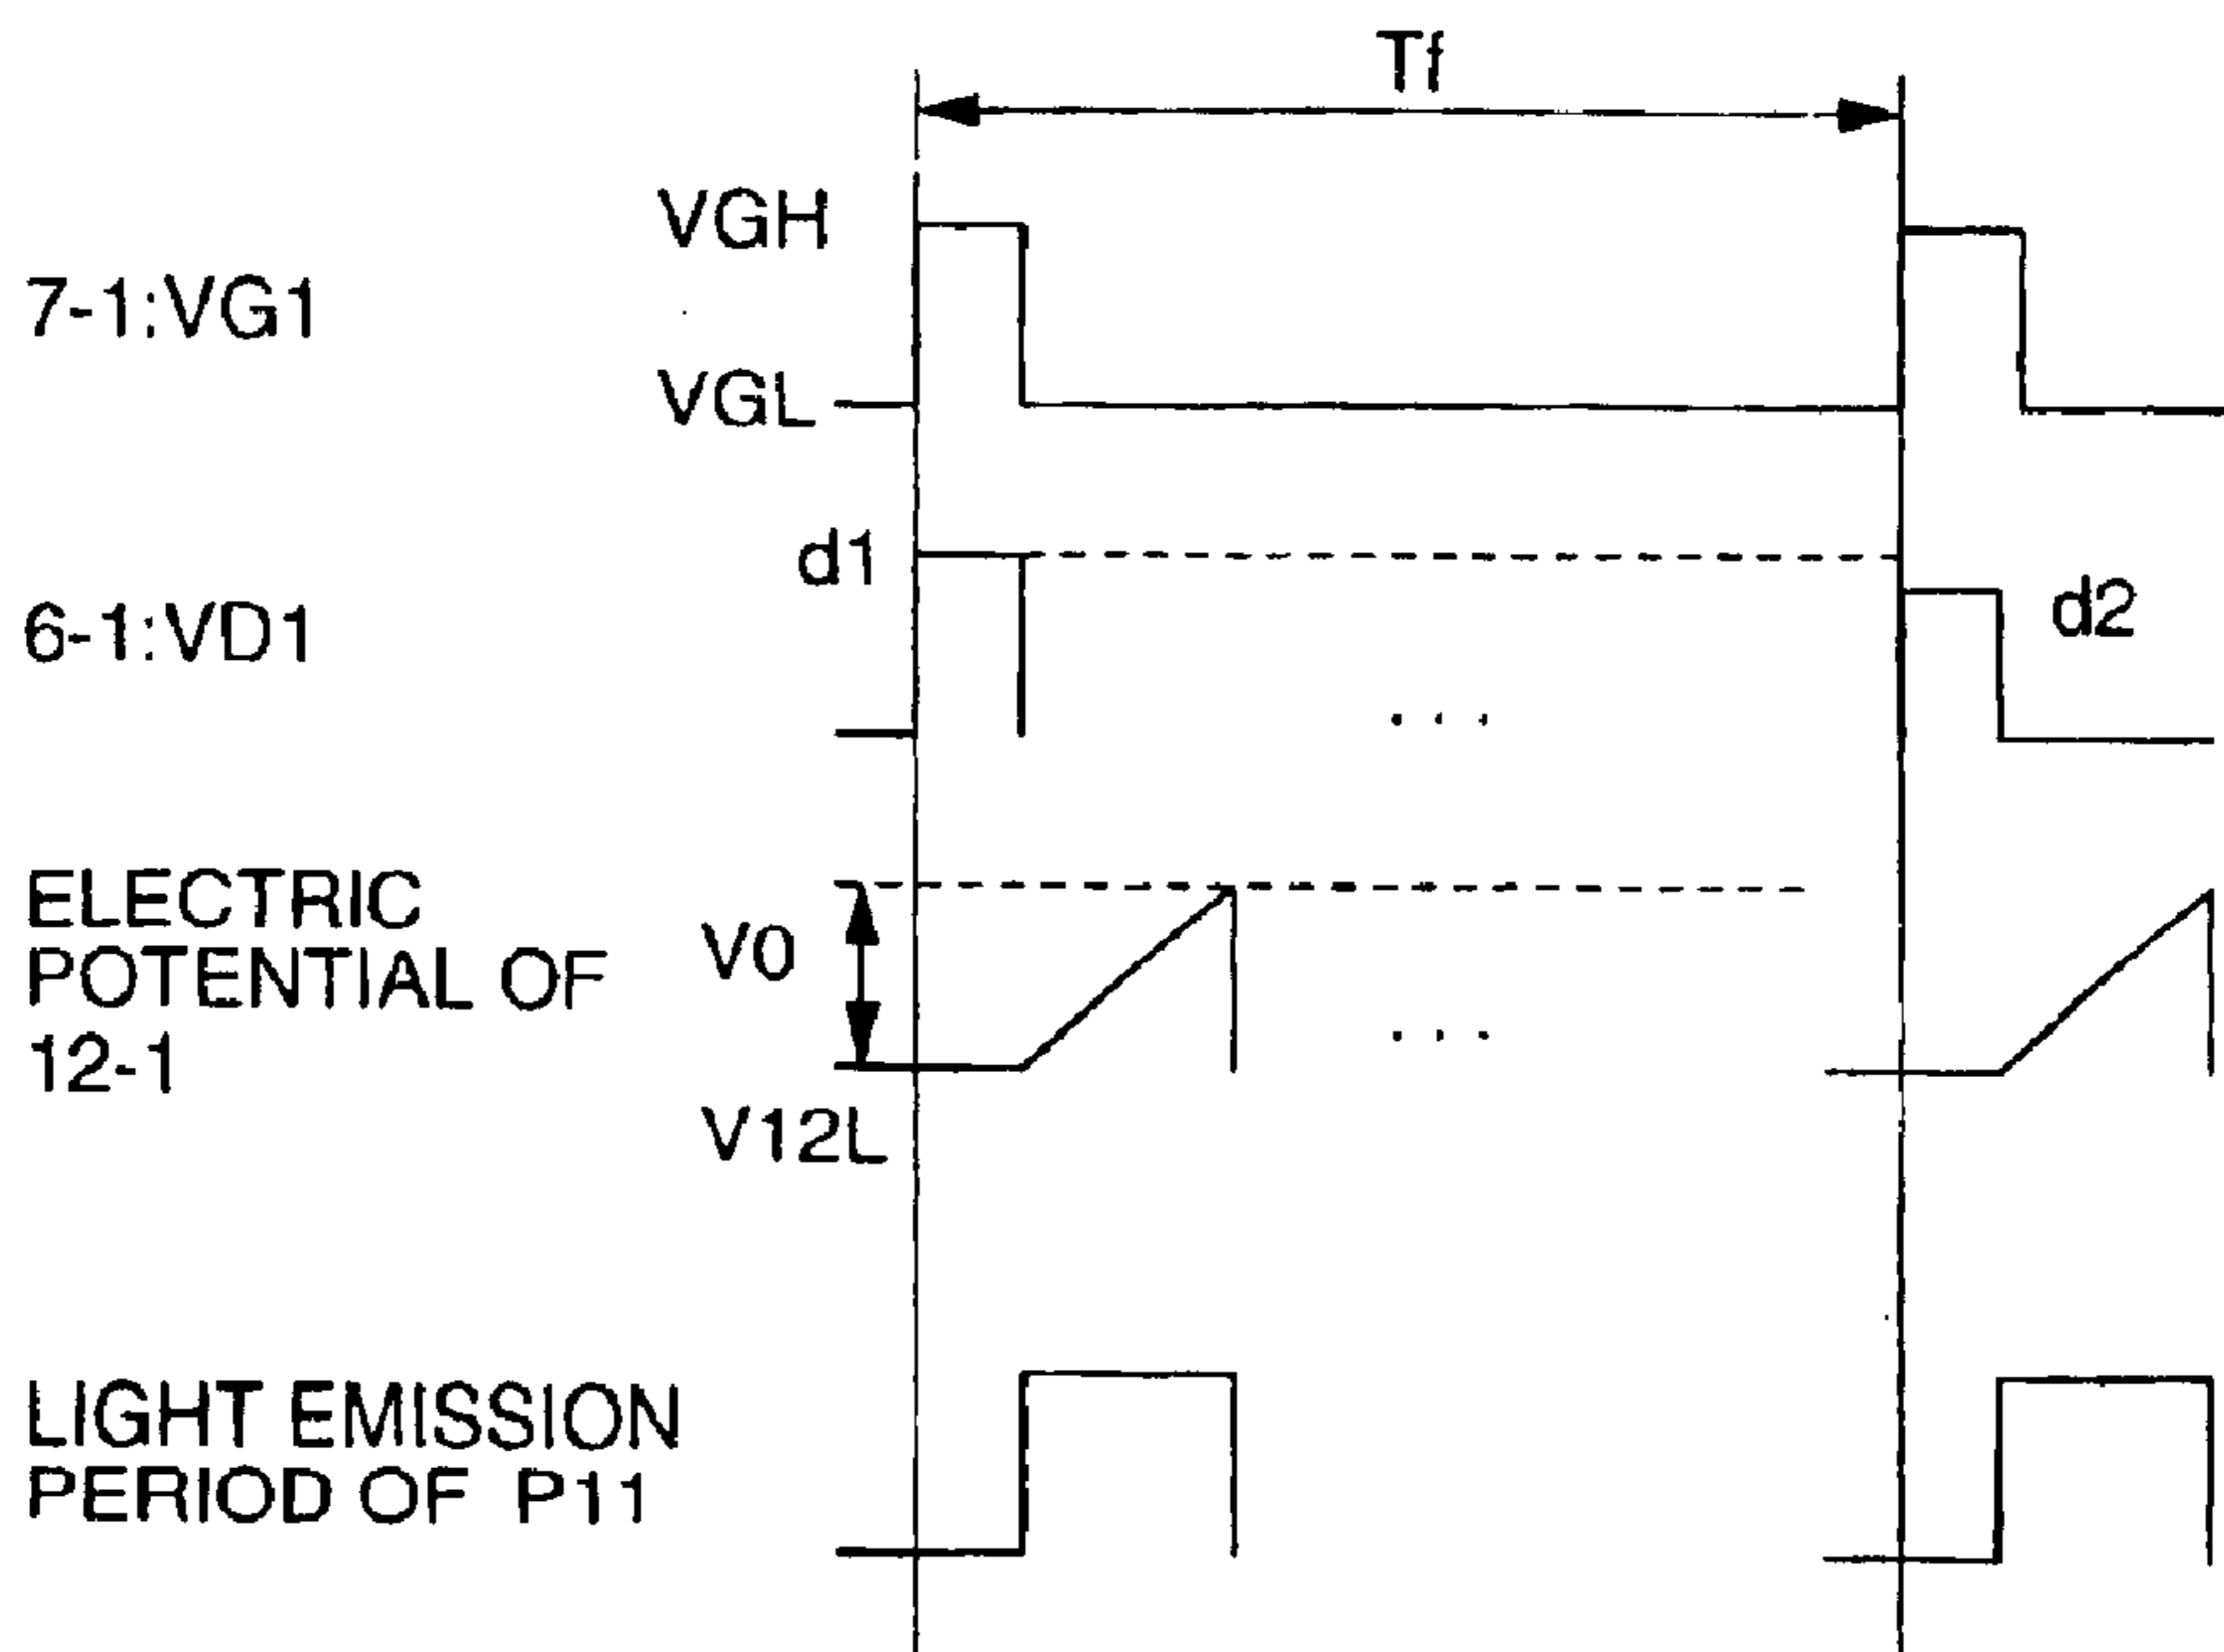 Tf
VGH
7-1:VG1
VGL
d1
6-1:VD1
d2
. . .
ELECTRIC
POTENTIAL OF
12-1
V0
. . .
V12L
LIGHT EMISSION
PERIOD OF P11